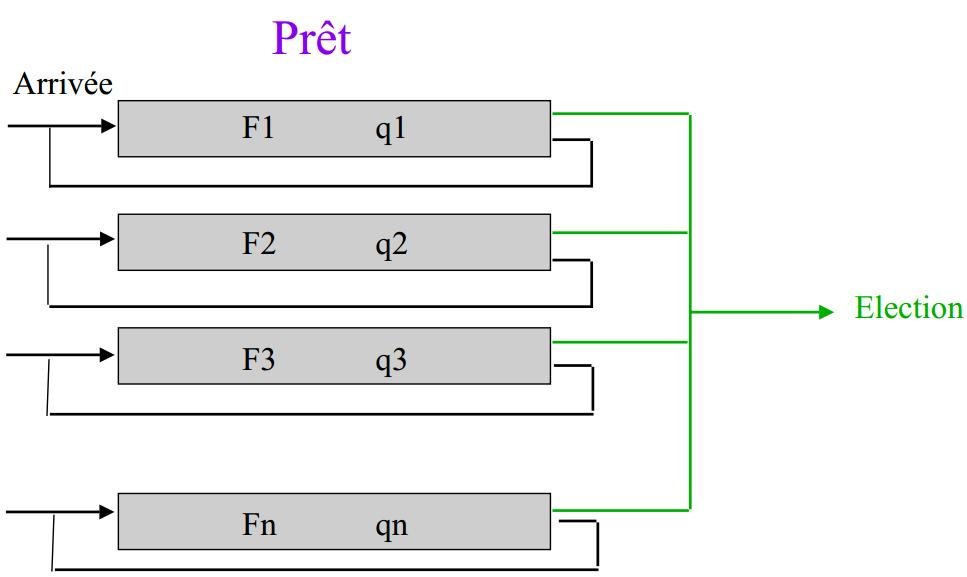 Prêt
Arrivée
F1 q1
F2 q2
Election
F3 q3
Fn qn